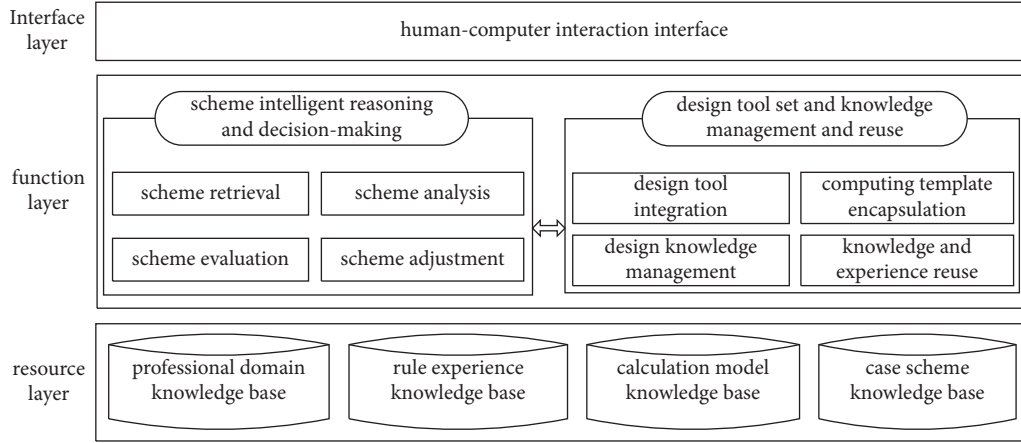 Interface
layer
human-computer interaction interface
function
layer
scheme intelligent reasoning
and decision-making
scheme retrieval
scheme analysis
scheme evaluation
scheme adjustment
design tool set and knowledge
management and reuse
design tool
integration
computing template
encapsulation
design knowledge
management
knowledge and
experience reuse
resource
layer
professional domain
knowledge base
rule experience
knowledge base
calculation model
knowledge base
case scheme
knowledge base